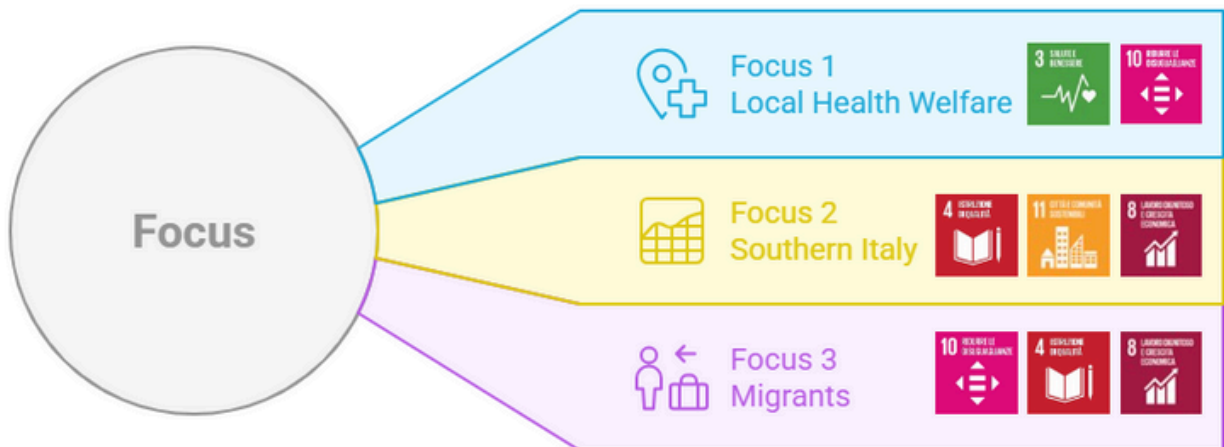 Focus
Focus 1
Local Health Welfare
3 SALUTE E
BENESSERE
10 RIDURRE LE
DISUGUAGLIANZE
Focus 2
Southern Italy
4 ISTRUZIONE
DI QUALITÀ
11 CITTÀ E COMUNITÀ
SOSTENIBILI
8 LAVORO DIGNITOSO
E CRESCITA
ECONOMICA
Focus 3
Migrants
10 RIDURRE LE
DISUGUAGLIANZE
4 ISTRUZIONE
DI QUALITÀ
8 LAVORO DIGNITOSO
E CRESCITA
ECONOMICA